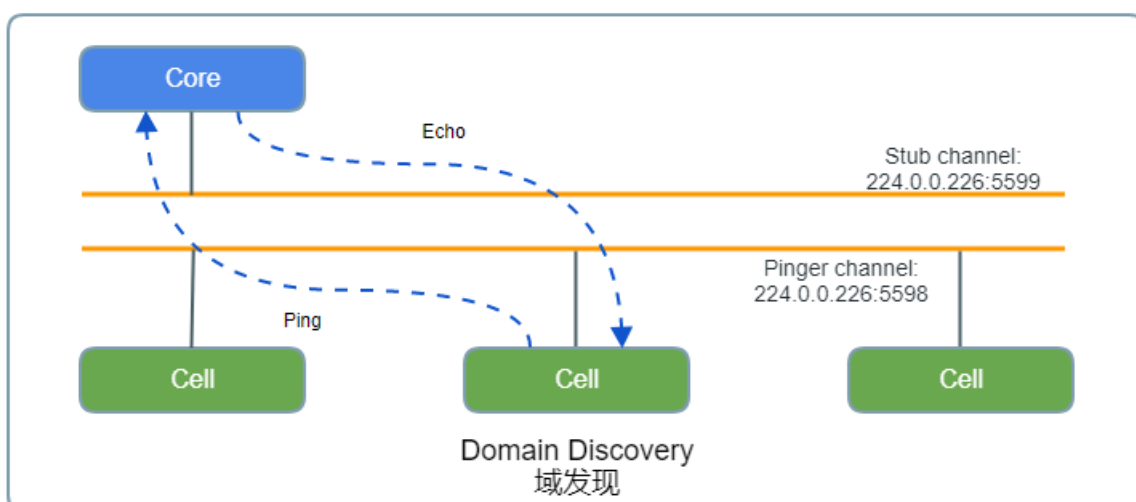 Core
Echo
Stub channel:
224.0.0.226:5599
Pinger channel:
224.0.0.226:5598
Ping
Cell
Cell
Cell
Domain Discovery
域发现